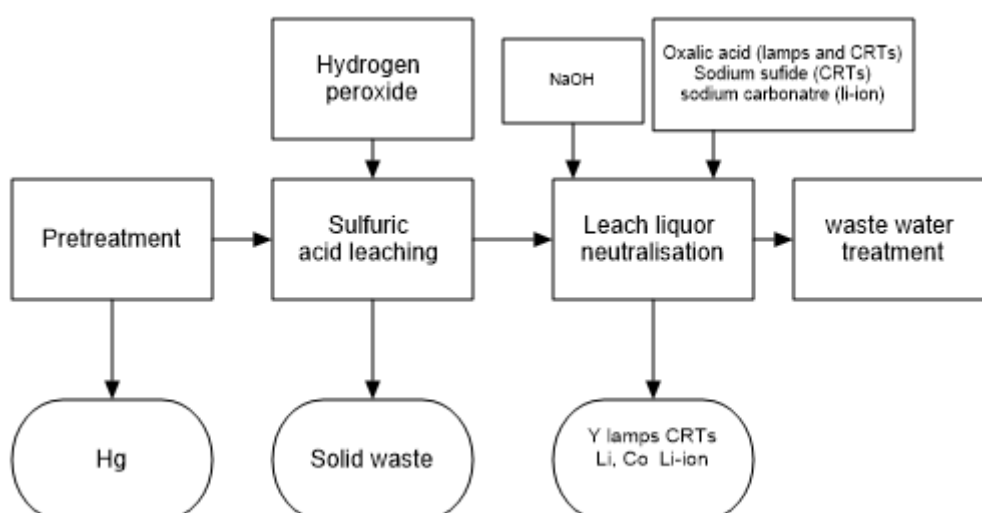 Hydrogen
peroxide
NaOH
Oxalic acid (lamps and CRTs)
Sodium sufide (CRTs)
sodium carbonatre (li-ion)
Pretreatment
Sulfuric
acid leaching
Leach liquor
neutralisation
waste water
treatment
Hg
Solid waste
Y lamps CRTs
Li, Co Li-ion